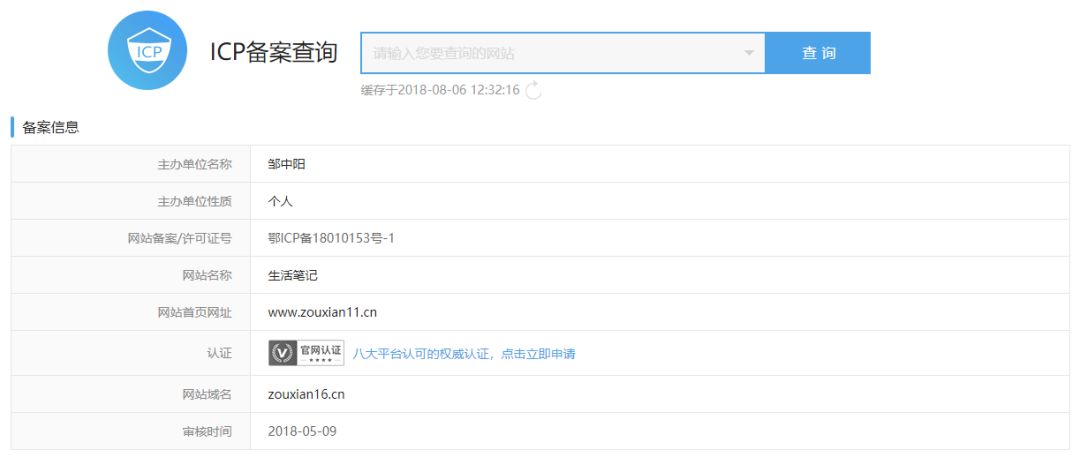 ICP
ICP备案查询
请输入您要查询的网站
查 询
缓存于2018-08-06 12:32:16
备案信息
主办单位名称 邹中阳
主办单位性质 个人
网站备案/许可证号 鄂ICP备18010153号-1
网站名称 生活笔记
网站首页网址 www.zouxian11.cn
认证 V 官网认证 八大平台认可的权威认证，点击立即申请
网站域名 zouxian16.cn
审核时间 2018-05-09